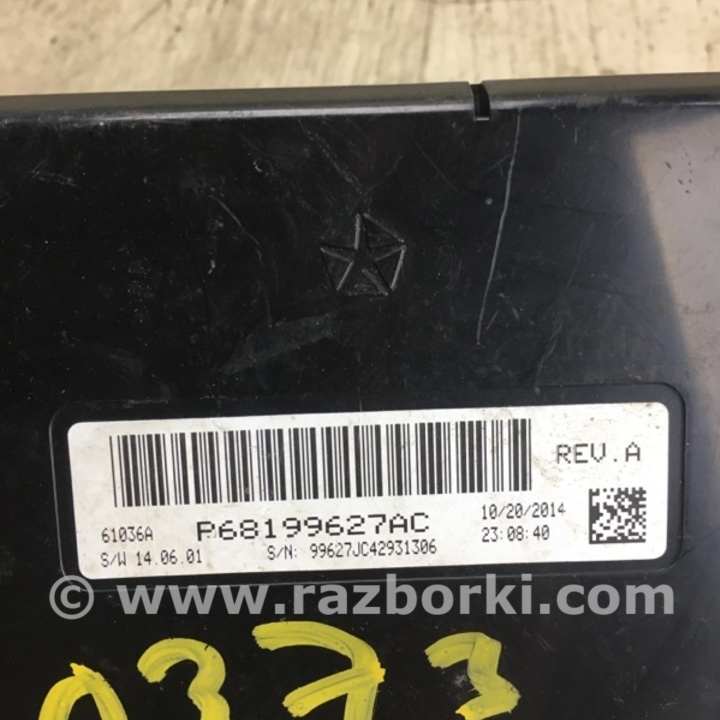 REV.A
61036A P68199627AC 10/20/2014
S/W 14.06.01 S/N: 99627JC42931306 23:08:40
© www.razborki.com
0373